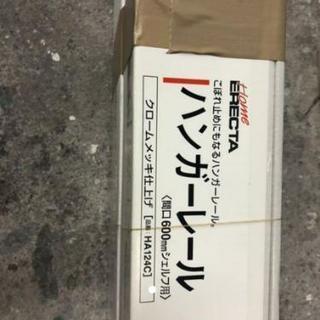 Home
ERECTA
こぼれ止めにもなるハンガーレール。
ハンガーレール
〈間口600mmシェルフ用〉
クロームメッキ仕上げ [品番 HA124C]